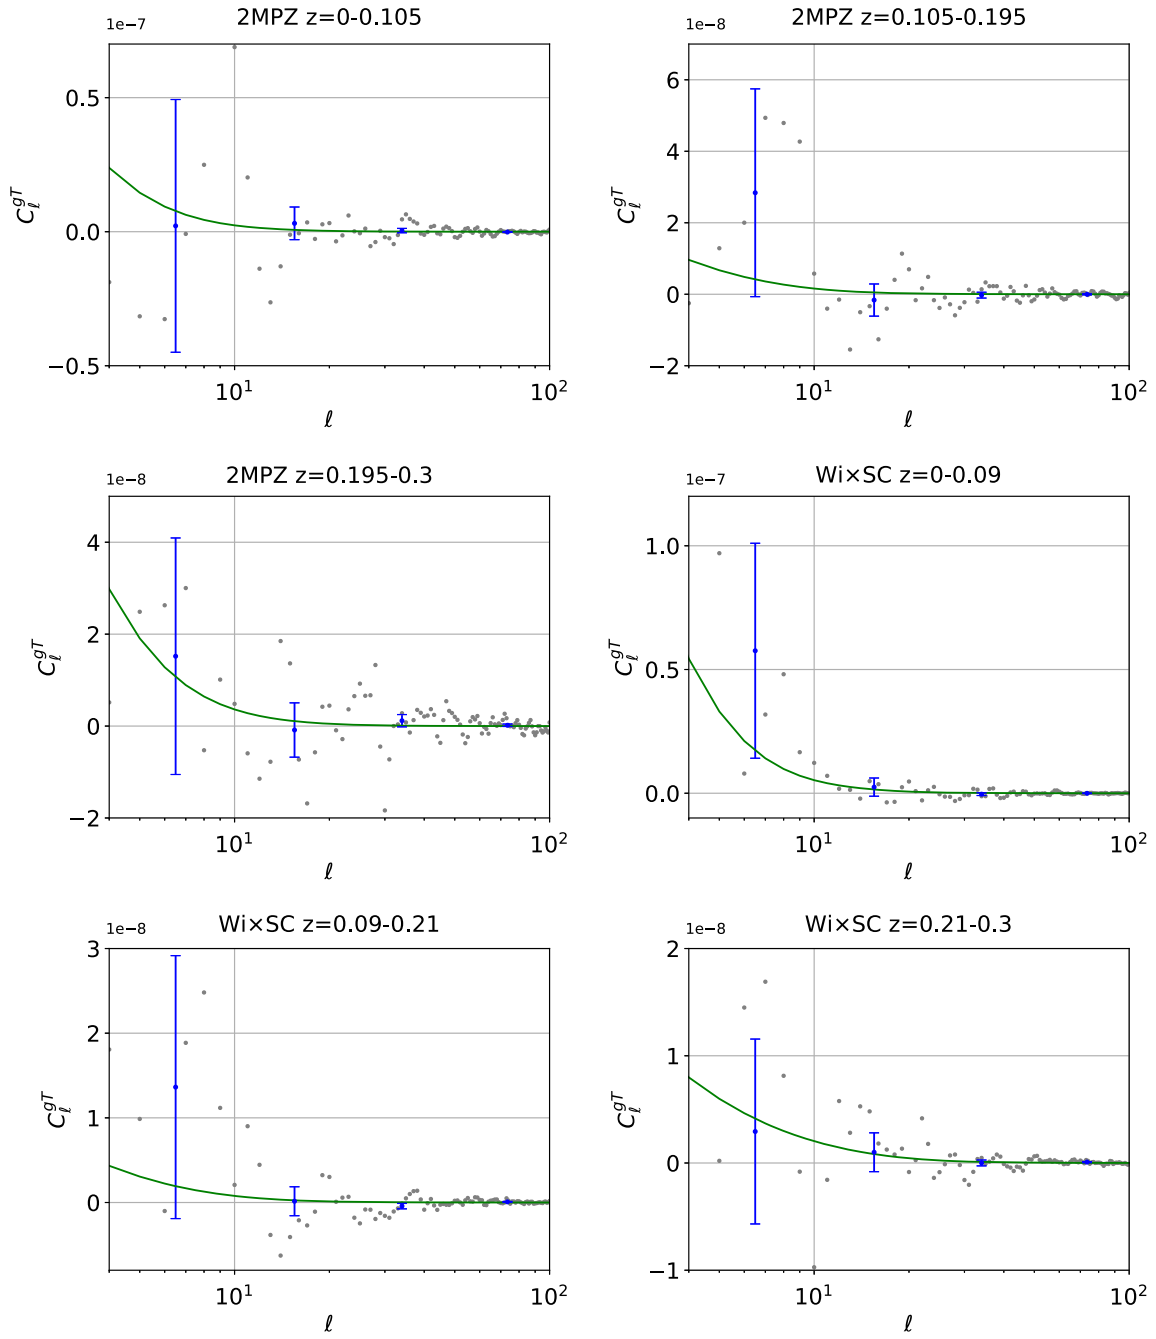 2MPZ z=0-0.105
1e-7
0.5
0.0
−0.5
C_ℓ^{gT}
10^1
10^2
ℓ
2MPZ z=0.105-0.195
1e-8
6
4
2
0
−2
C_ℓ^{gT}
10^1
10^2
ℓ
2MPZ z=0.195-0.3
1e-8
4
2
0
−2
C_ℓ^{gT}
10^1
10^2
ℓ
Wi×SC z=0-0.09
1e-7
1.0
0.5
0.0
C_ℓ^{gT}
10^1
10^2
ℓ
Wi×SC z=0.09-0.21
1e-8
3
2
1
0
C_ℓ^{gT}
10^1
10^2
ℓ
Wi×SC z=0.21-0.3
1e-8
2
1
0
−1
C_ℓ^{gT}
10^1
10^2
ℓ